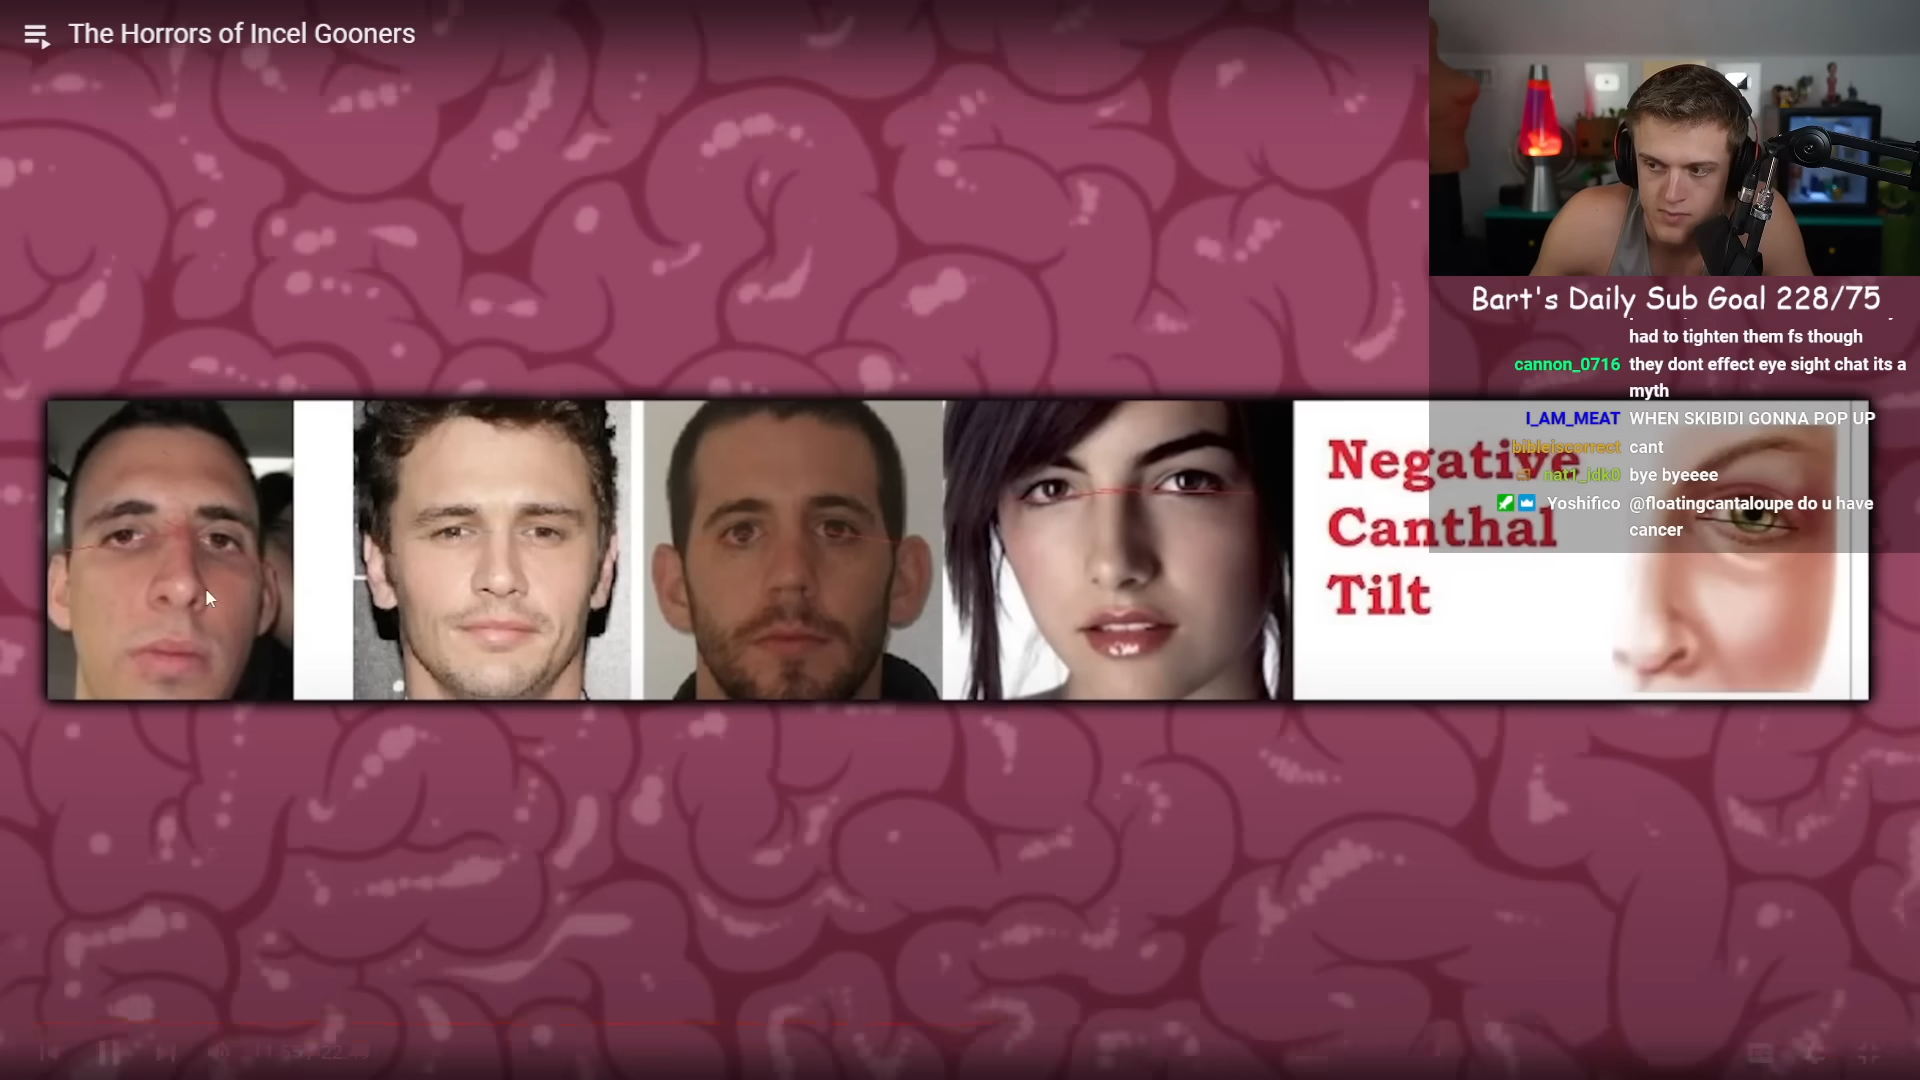 The Horrors of Incel Gooners
Bart's Daily Sub Goal 228/75
had to tighten them fs though
cannon_0716 they dont effect eye sight chat its a
myth
I_AM_MEAT WHEN SKIBIDI GONNA POP UP
bibleiscorrect cant
nat1_idk0 bye byeeee
Yoshifico @floatingcantaloupe do u have
cancer
Negative
Canthal
Tilt